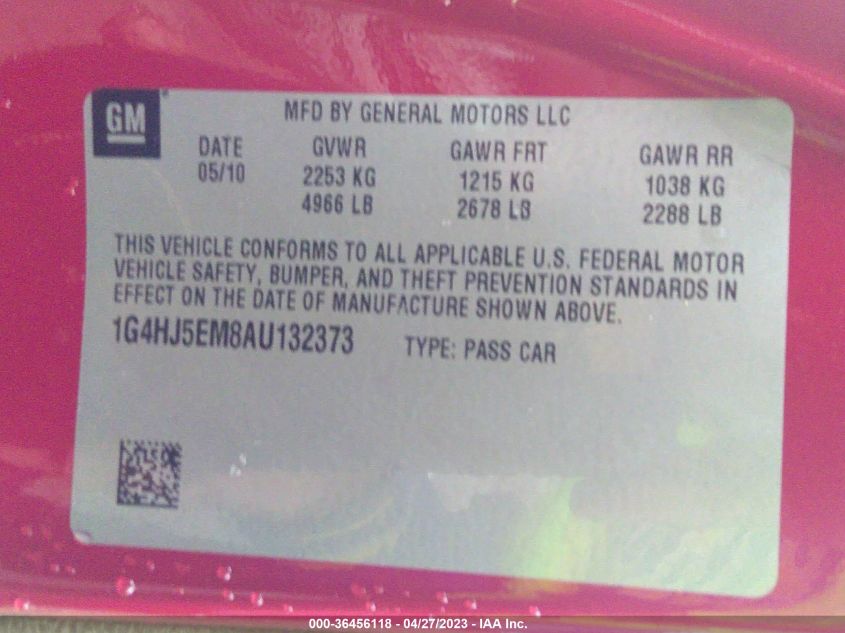 GM
MFD BY GENERAL MOTORS LLC
DATE GVWR GAWR FRT GAWR RR
05/10 2253 KG 1215 KG 1038 KG
4966 LB 2678 LB 2288 LB
THIS VEHICLE CONFORMS TO ALL APPLICABLE U.S. FEDERAL MOTOR
VEHICLE SAFETY, BUMPER, AND THEFT PREVENTION STANDARDS IN
EFFECT ON THE DATE OF MANUFACTURE SHOWN ABOVE.
1G4HJ5EM8AU132373 TYPE: PASS CAR
000-36456118 - 04/27/2023 - IAA Inc.